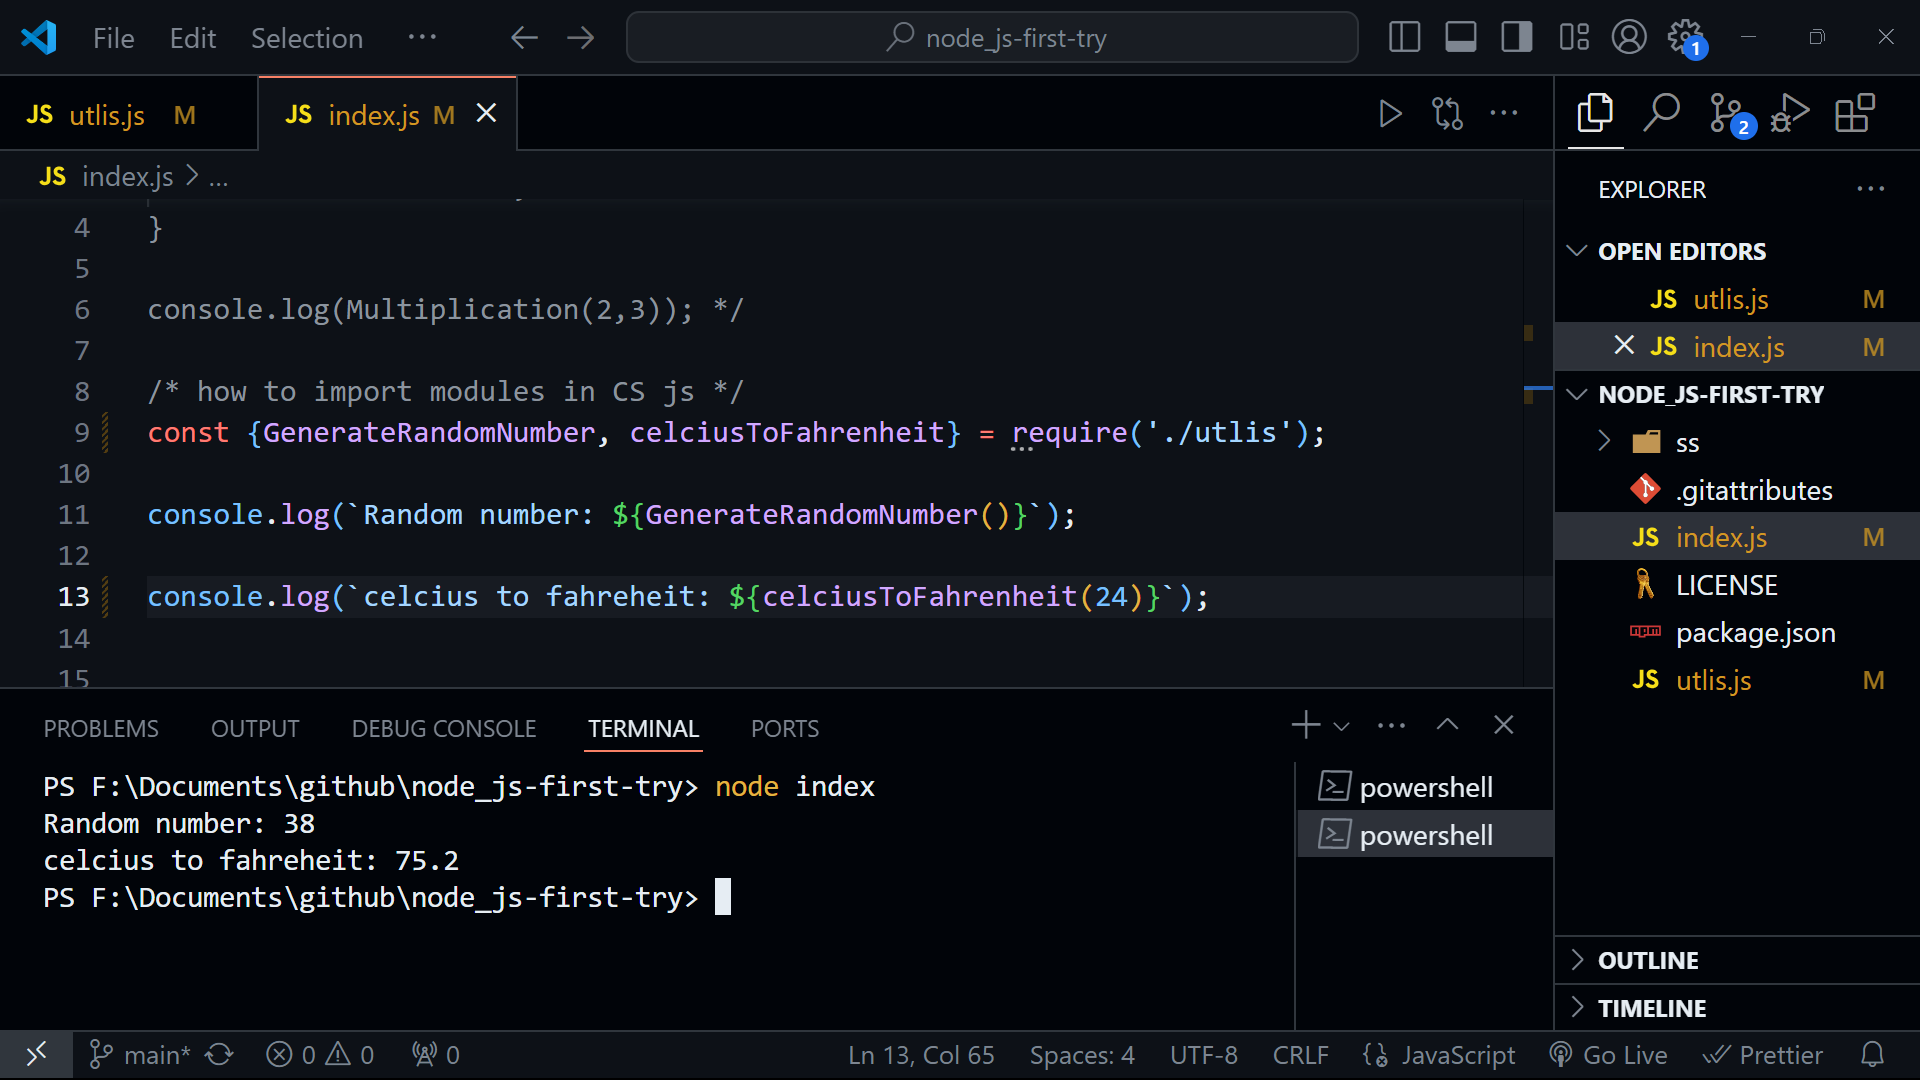 File Edit Selection ··· node_js-first-try 1
JS utlis.js M JS index.js M
JS index.js > ...
4 }
5
6 console.log(Multiplication(2,3)); */
7
8 /* how to import modules in CS js */
9 const {GenerateRandomNumber, celciusToFahrenheit} = require('./utlis');
10
11 console.log(`Random number: ${GenerateRandomNumber()}`);
12
13 console.log(`celcius to fahreheit: ${celciusToFahrenheit(24)}`);
14
15
2
EXPLORER
OPEN EDITORS
JS utlis.js M
JS index.js M
NODE_JS-FIRST-TRY
ss
.gitattributes
JS index.js M
LICENSE
package.json
JS utlis.js M
OUTLINE
TIMELINE
PROBLEMS OUTPUT DEBUG CONSOLE TERMINAL PORTS
PS F:\Documents\github\node_js-first-try> node index
Random number: 38
celcius to fahreheit: 75.2
PS F:\Documents\github\node_js-first-try>
powershell
powershell
main* 0 0 0 Ln 13, Col 65 Spaces: 4 UTF-8 CRLF JavaScript Go Live Prettier